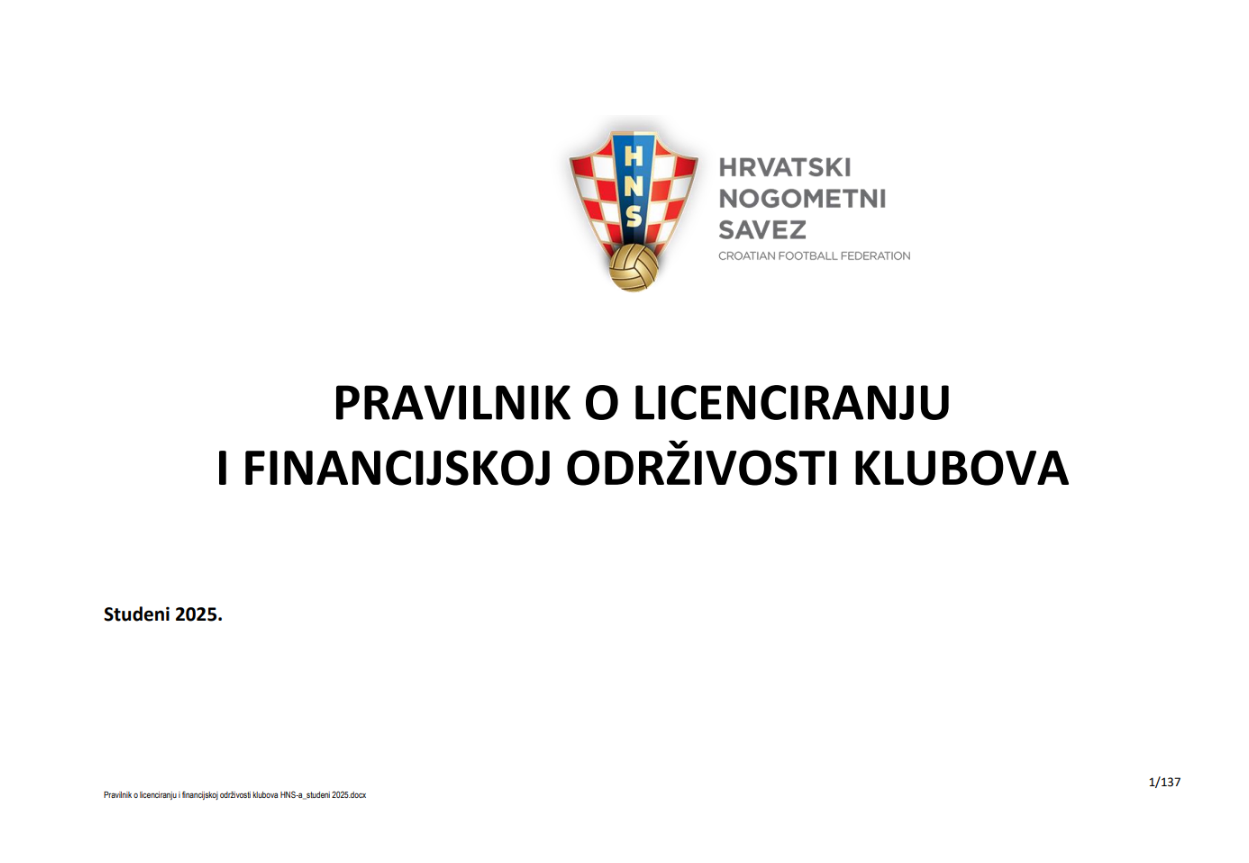 HNS
HRVATSKI
NOGOMETNI
SAVEZ
CROATIAN FOOTBALL FEDERATION
PRAVILNIK O LICENCIRANJU
I FINANCIJSKOJ ODRŽIVOSTI KLUBOVA
Studeni 2025.
1/137
Pravilnik o licenciranju i financijskoj održivosti klubova HNS-a_studeni 2025.docx